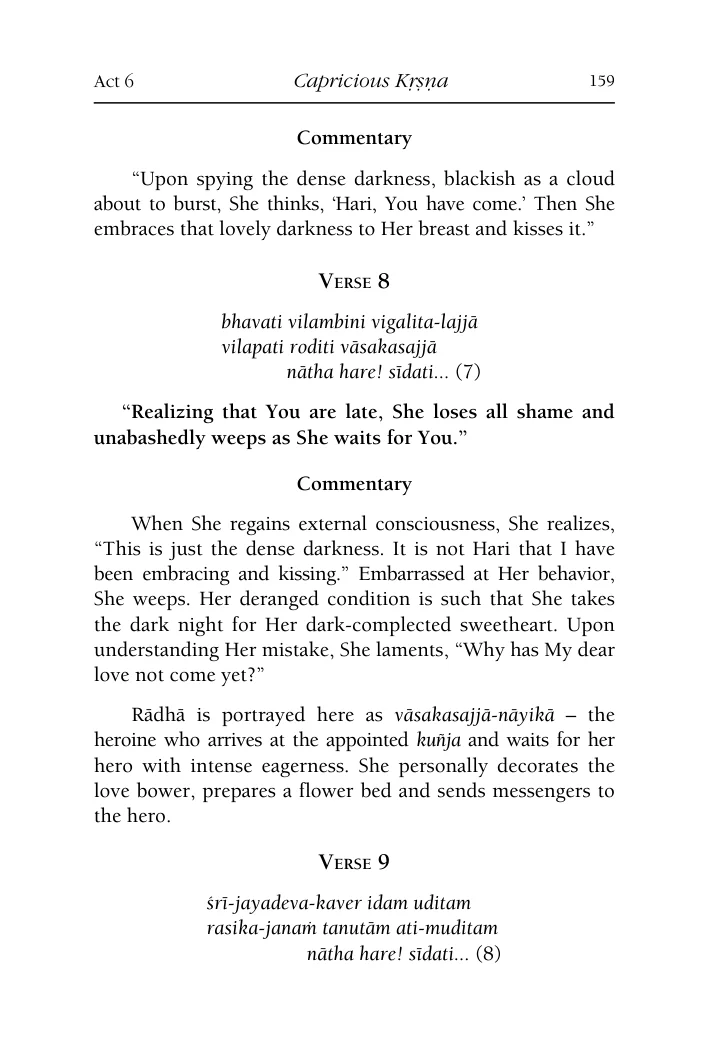 Act 6 Capricious Kṛṣṇa 159
Commentary
“Upon spying the dense darkness, blackish as a cloud
about to burst, She thinks, ‘Hari, You have come.’ Then She
embraces that lovely darkness to Her breast and kisses it.”
Verse 8
bhavati vilambini vigalita-lajjā
vilapati roditi vāsakasajjā
nātha hare! sīdati... (7)
“Realizing that You are late, She loses all shame and
unabashedly weeps as She waits for You.”
Commentary
When She regains external consciousness, She realizes,
“This is just the dense darkness. It is not Hari that I have
been embracing and kissing.” Embarrassed at Her behavior,
She weeps. Her deranged condition is such that She takes
the dark night for Her dark-complected sweetheart. Upon
understanding Her mistake, She laments, “Why has My dear
love not come yet?”
Rādhā is portrayed here as vāsakasajjā-nāyikā – the
heroine who arrives at the appointed kuñja and waits for her
hero with intense eagerness. She personally decorates the
love bower, prepares a flower bed and sends messengers to
the hero.
Verse 9
śrī-jayadeva-kaver idam uditam
rasika-janaṁ tanutām ati-muditam
nātha hare! sīdati... (8)